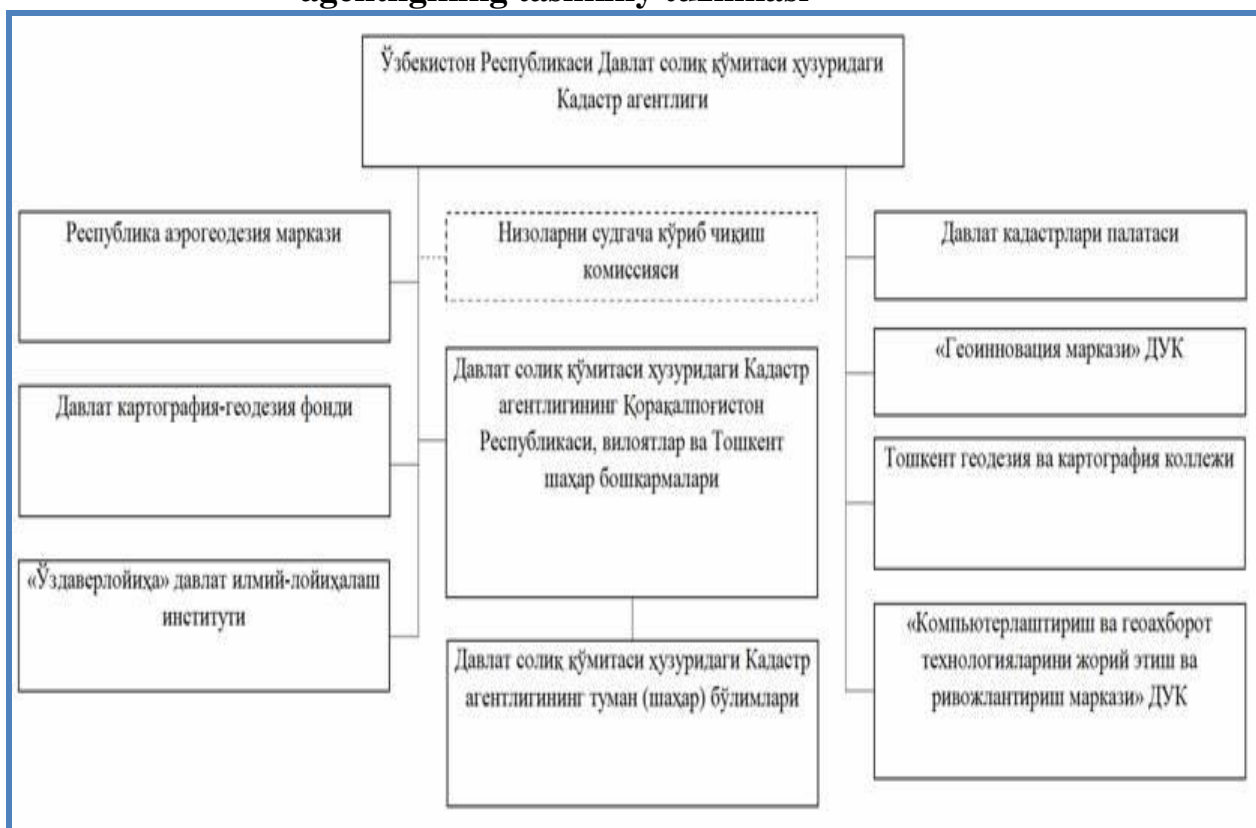 agentligining tashkiliy tuzilmasi
Ўзбекистон Республикаси Давлат солиқ қўмитаси ҳузуридаги
Кадастр агентлиги
Республика аэрогеодезия маркази
Давлат картография-геодезия фонди
«Ўздаверлойиҳа» давлат илмий-лойиҳалаш
институти
Низоларни судгача кўриб чиқиш
комиссияси
Давлат солиқ қўмитаси ҳузуридаги Кадастр
агентлигининг Қорақалпоғистон
Республикаси, вилоятлар ва Тошкент
шаҳар бошқармалари
Давлат солиқ қўмитаси ҳузуридаги Кадастр
агентлигининг туман (шаҳар) бўлимлари
Давлат кадастрлари палатаси
«Геоинновация маркази» ДУК
Тошкент геодезия ва картография коллежи
«Компьютерлаштириш ва геоахборот
технологияларини жорий этиш ва
ривожлантириш маркази» ДУК